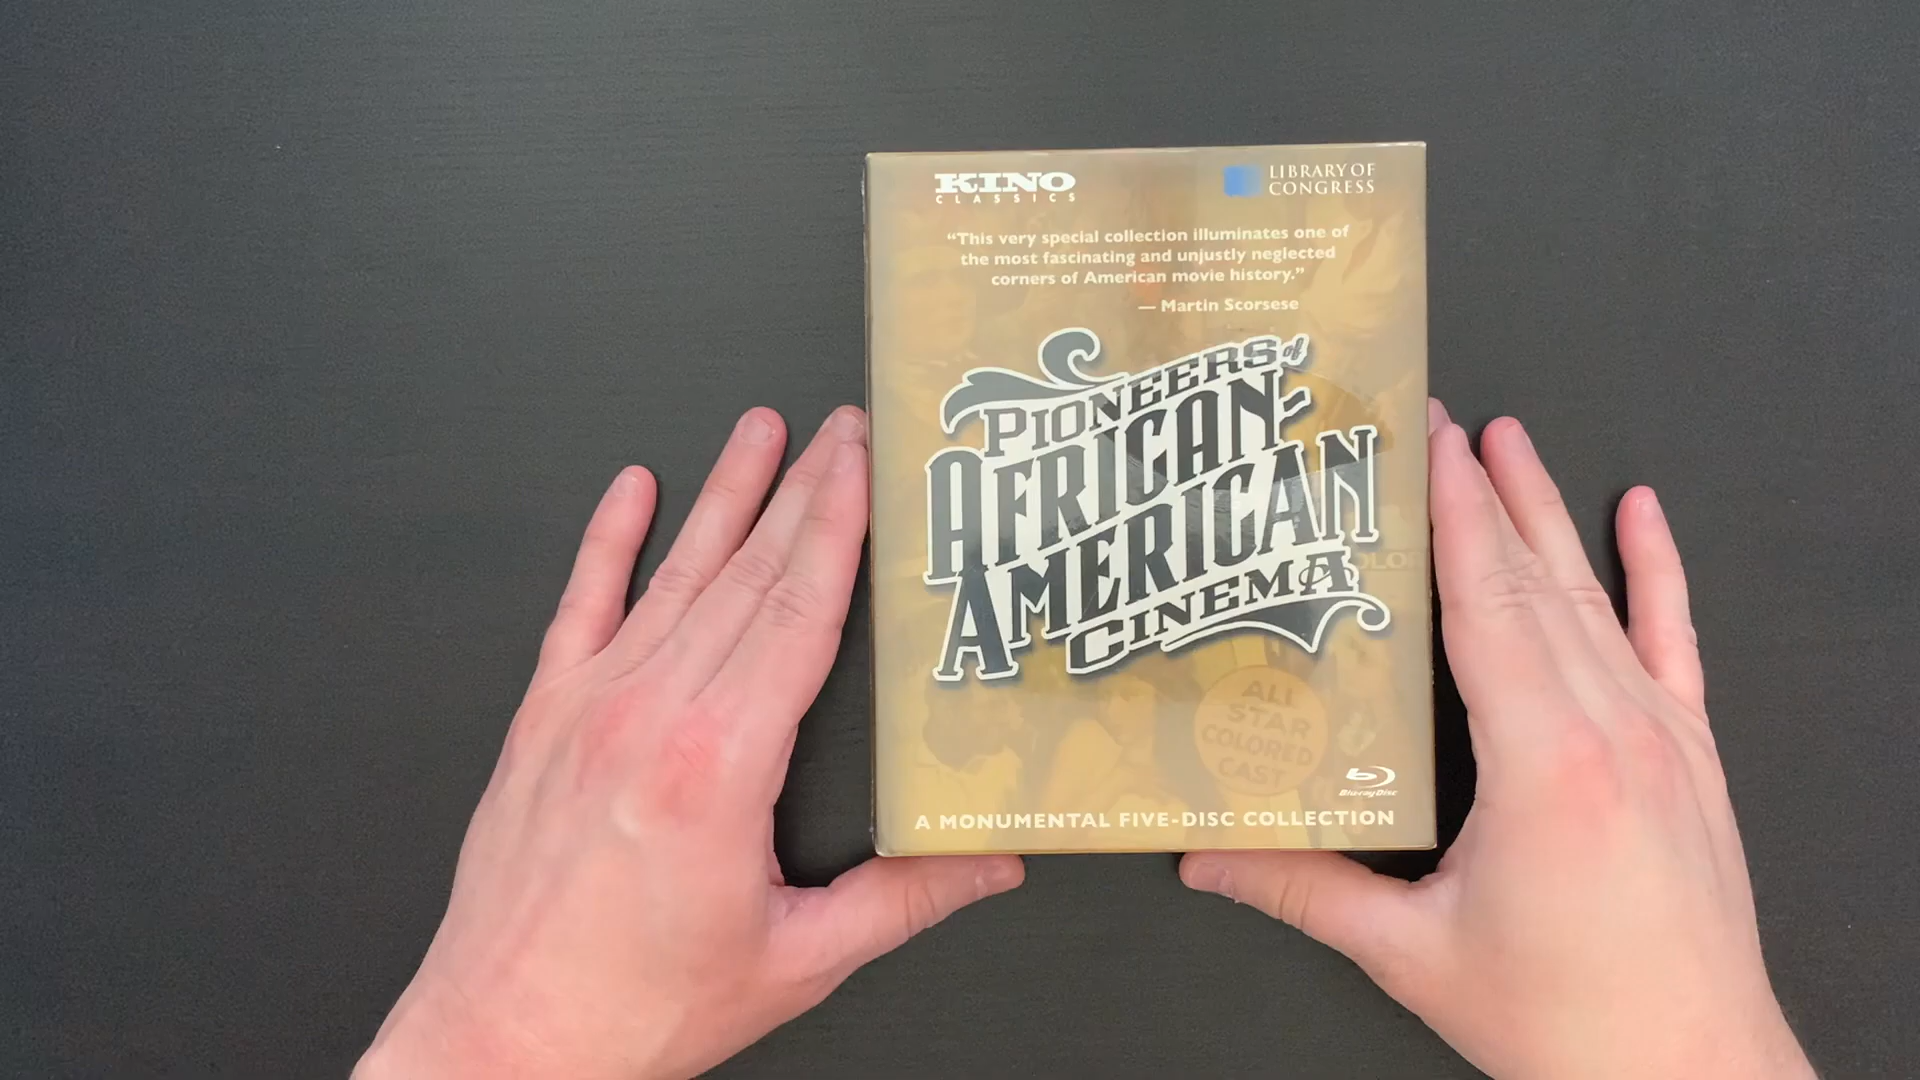 KINO
CLASSICS
LIBRARY OF
CONGRESS
“This very special collection illuminates one of
the most fascinating and unjustly neglected
corners of American movie history.”
— Martin Scorsese
PIONEERS of
AFRICAN-
AMERICAN
CINEMA
ALL
STAR
COLORED
CAST
Blu-ray Disc
A MONUMENTAL FIVE-DISC COLLECTION